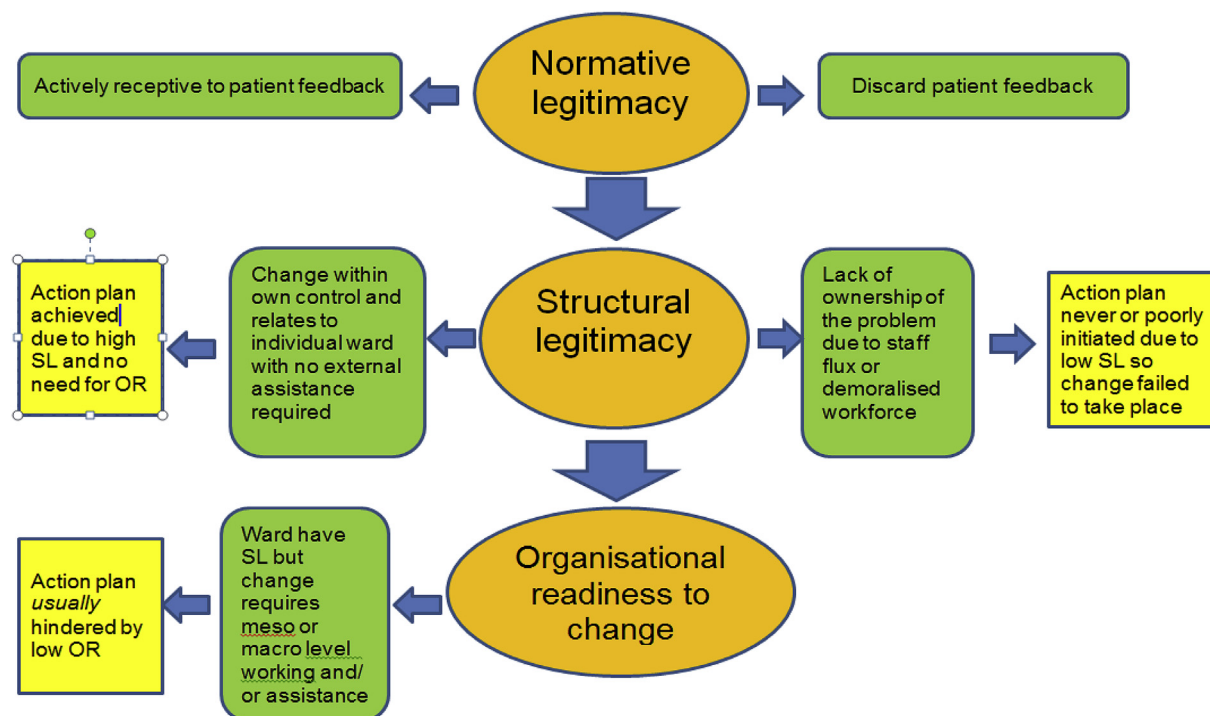 Normative
legitimacy
Actively receptive to patient feedback
Discard patient feedback
Structural
legitimacy
Action plan
achieved
due to high
SL and no
need for OR
Change within
own control and
relates to
individual ward
with no external
assistance
required
Lack of
ownership of
the problem
due to staff
flux or
demoralised
workforce
Action plan
never or poorly
initiated due to
low SL so
change failed
to take place
Organisational
readiness to
change
Ward have
SL but
change
requires
meso or
macro level
working and/
or assistance
Action plan
usually
hindered by
low OR